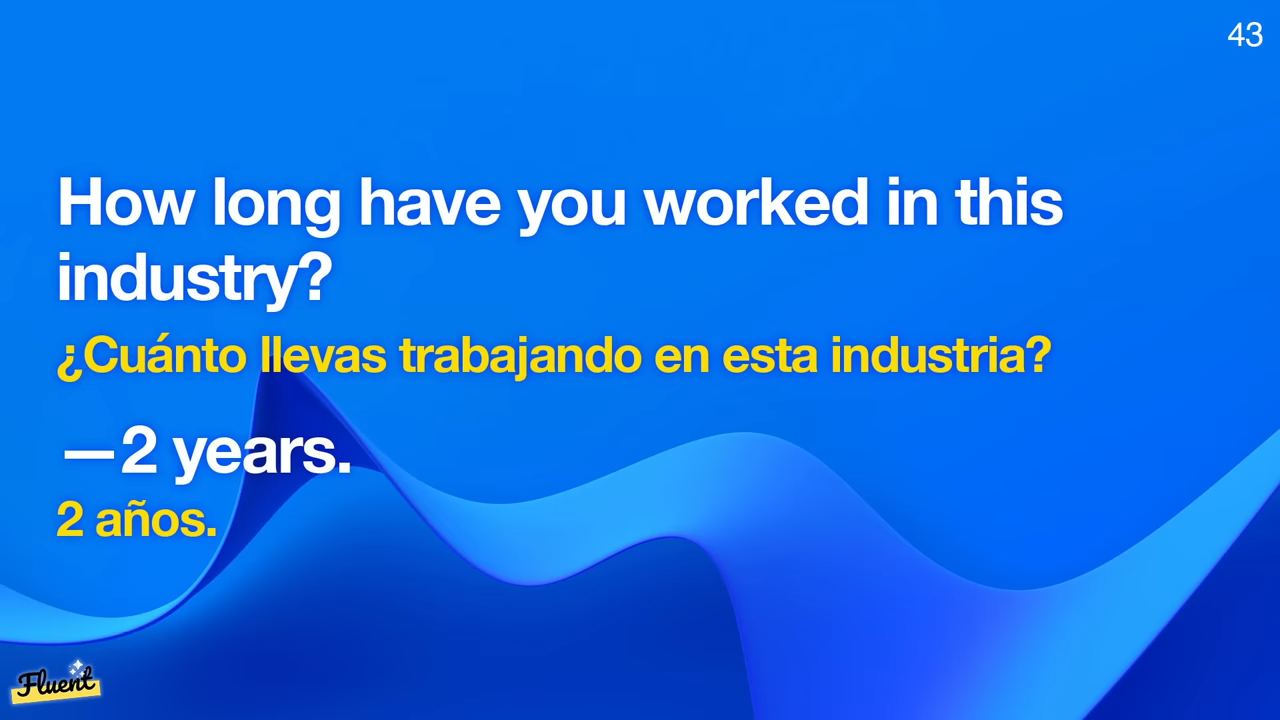 43
How long have you worked in this
industry?
¿Cuánto llevas trabajando en esta industria?
—2 years.
2 años.
Fluent